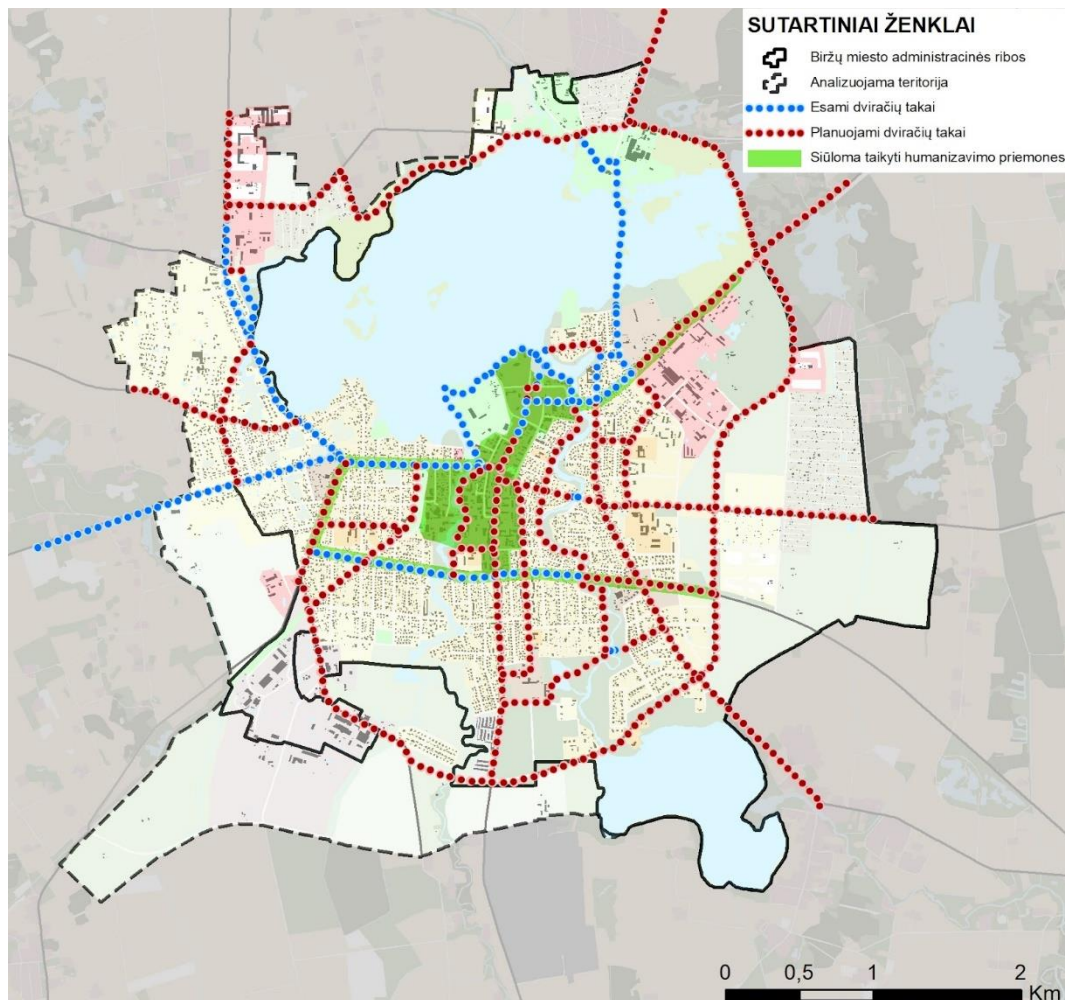 SUTARTINIAI ŽENKLAI
Biržų miesto administracinės ribos
Analizuojama teritorija
Esami dviračių takai
Planuojami dviračių takai
Siūloma taikyti humanizavimo priemones
0 0,5 1 2
Km